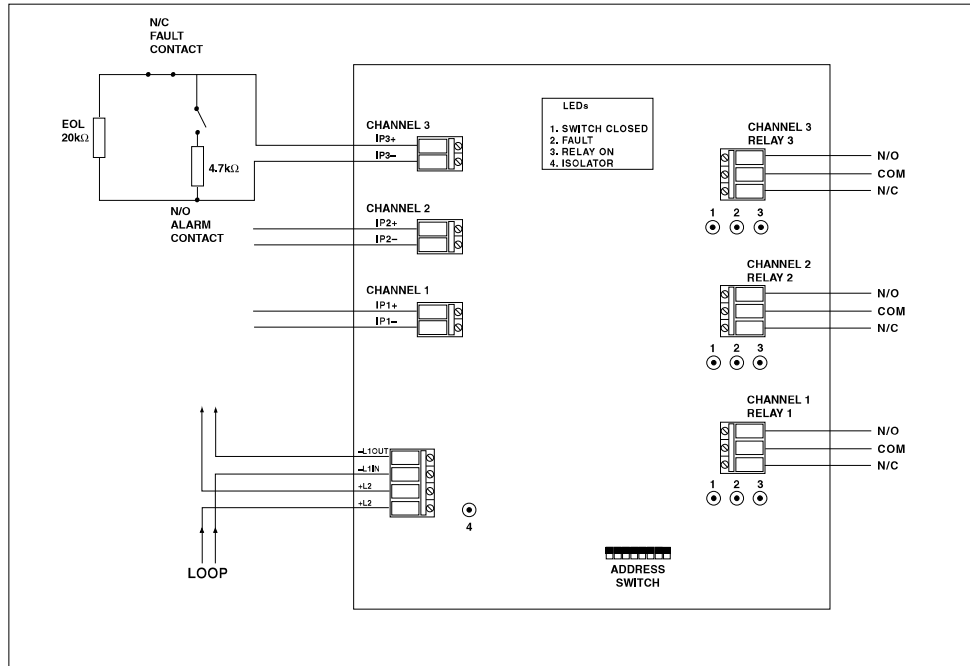 N/C
FAULT
CONTACT
EOL
20kΩ
4.7kΩ
N/O
ALARM
CONTACT
CHANNEL 3
IP3+
IP3–
CHANNEL 2
IP2+
IP2–
CHANNEL 1
IP1+
IP1–
–L1OUT
–L1IN
+L2
+L2
LOOP
4
LEDs
1. SWITCH CLOSED
2. FAULT
3. RELAY ON
4. ISOLATOR
CHANNEL 3
RELAY 3
N/O
COM
N/C
1 2 3
CHANNEL 2
RELAY 2
N/O
COM
N/C
1 2 3
CHANNEL 1
RELAY 1
N/O
COM
N/C
1 2 3
ADDRESS
SWITCH